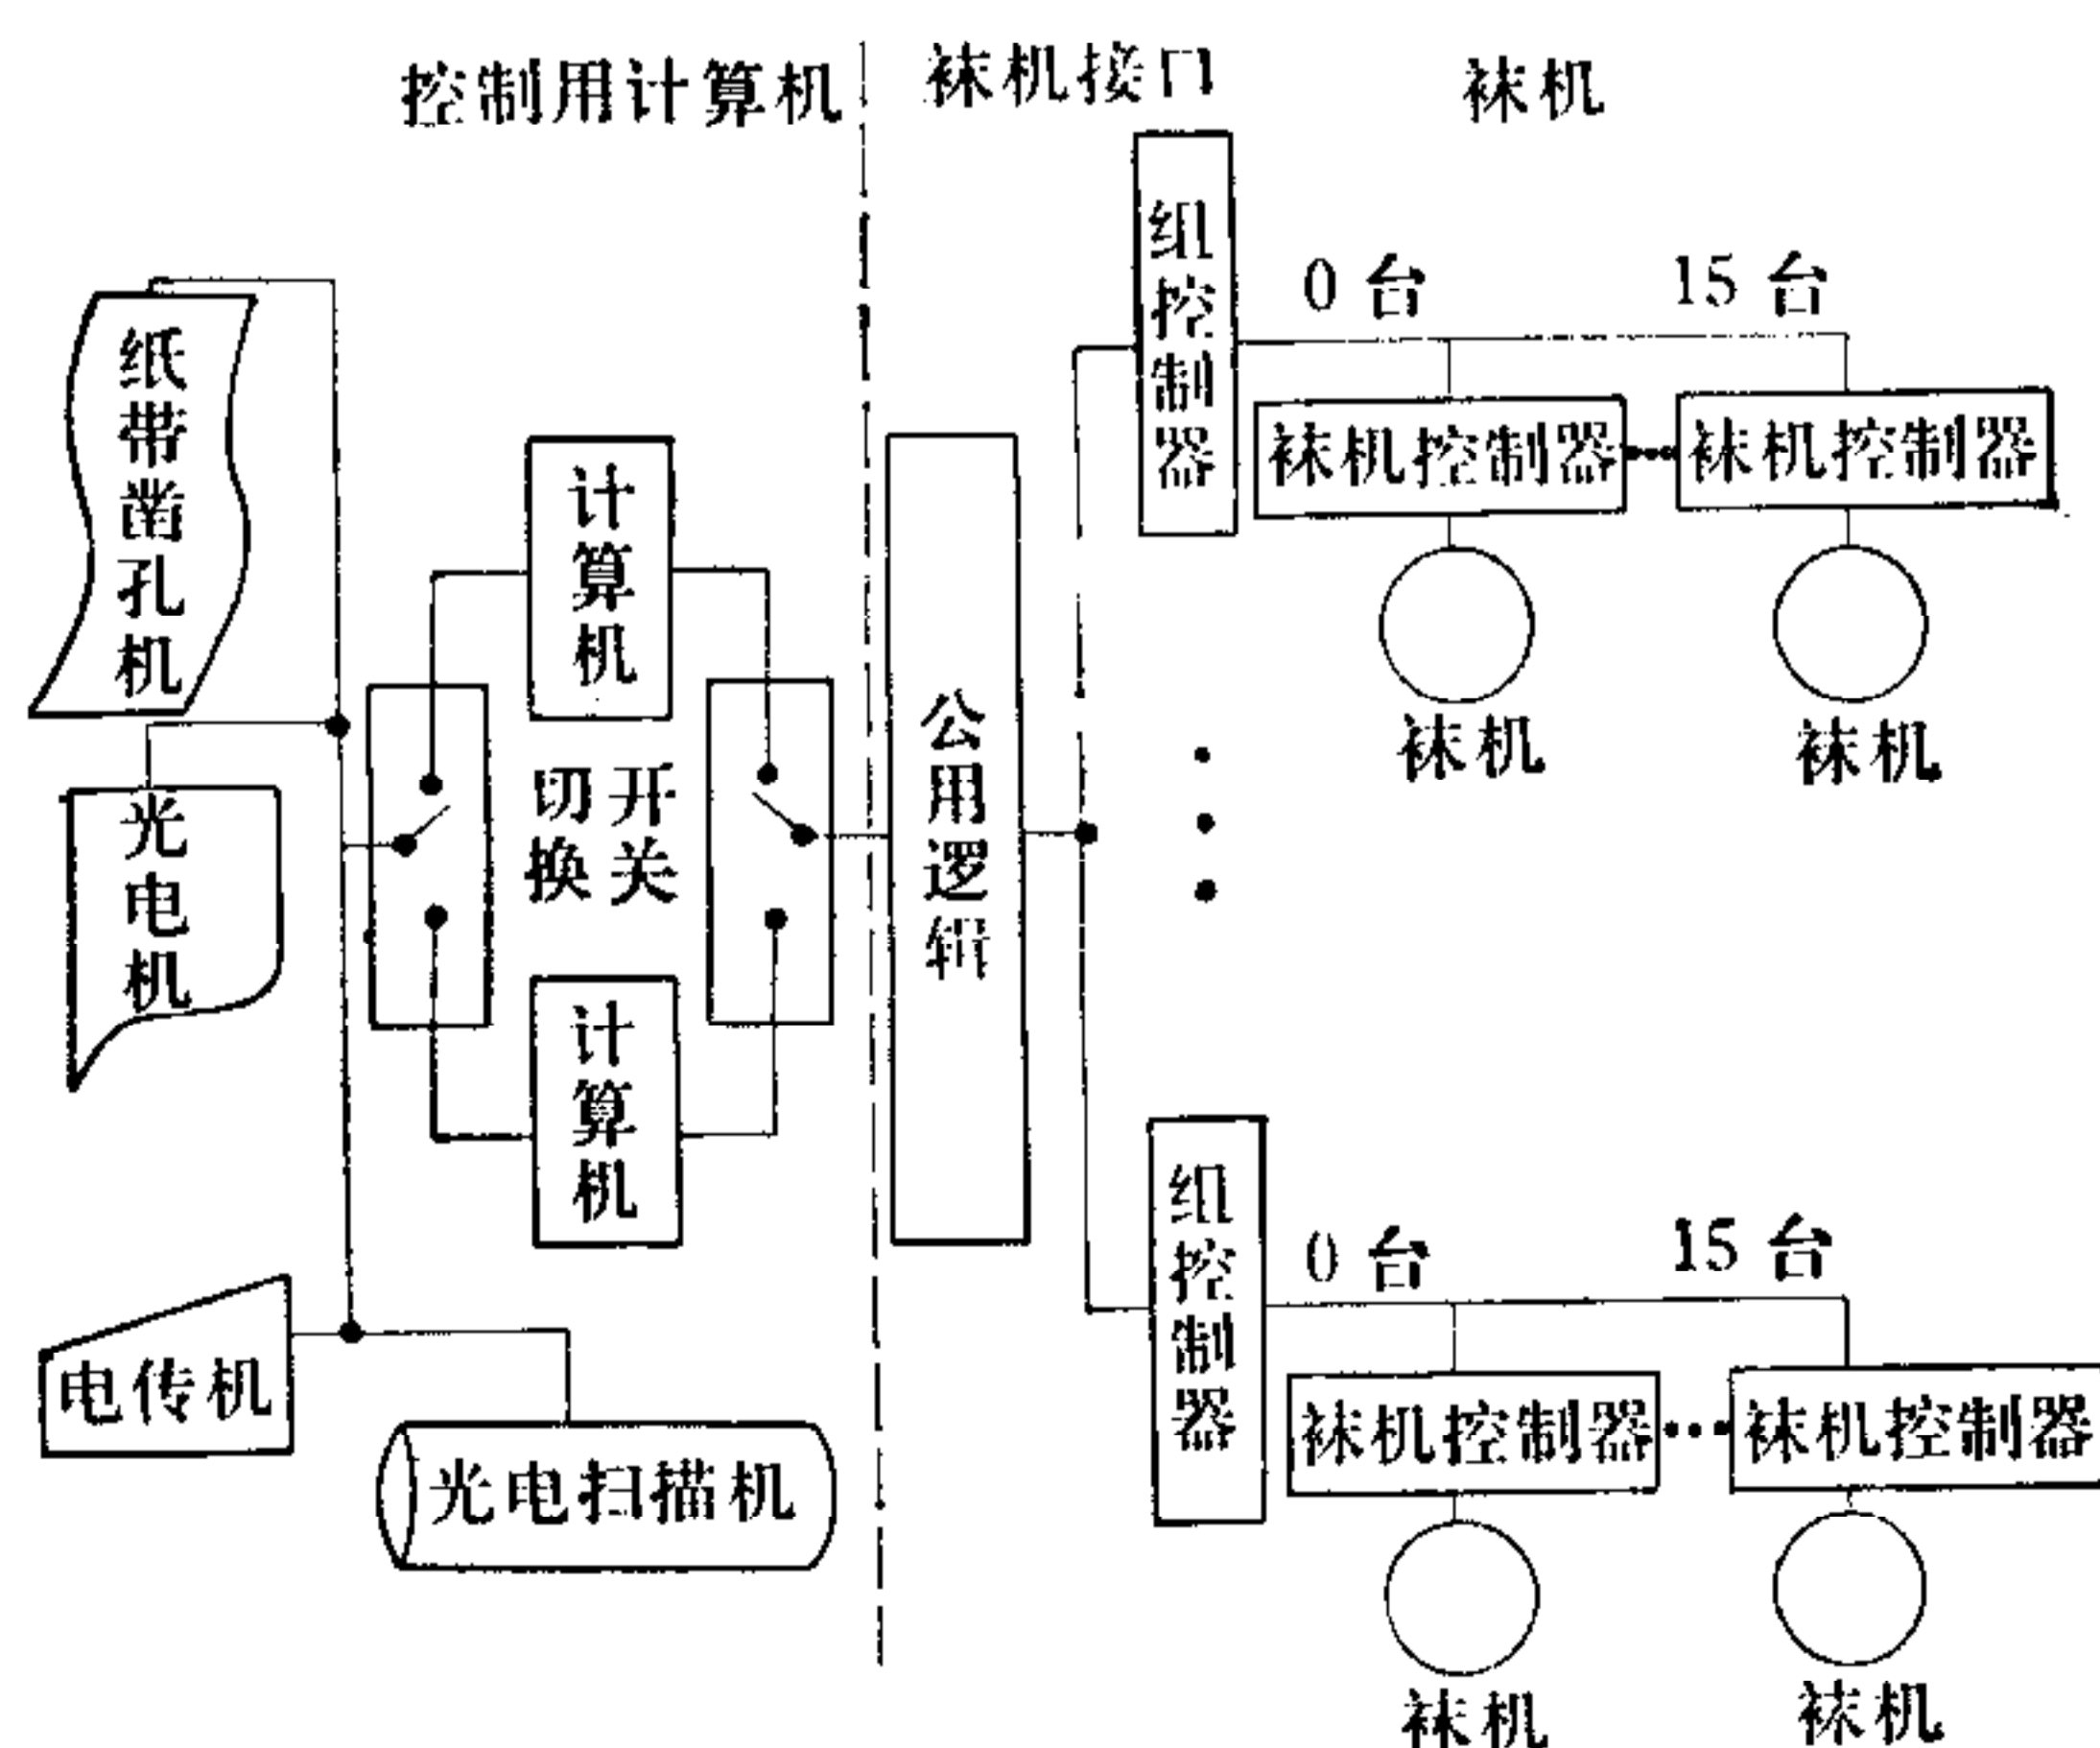 控制用计算机
袜机接口
袜机
组控制器
0台
15台
纸带凿孔机
袜机控制器
袜机控制器
计算机
袜机
袜机
切换开关
公用逻辑
光电机
计算机
组控制器
0台
15台
电传机
袜机控制器
袜机控制器
光电扫描机
袜机
袜机